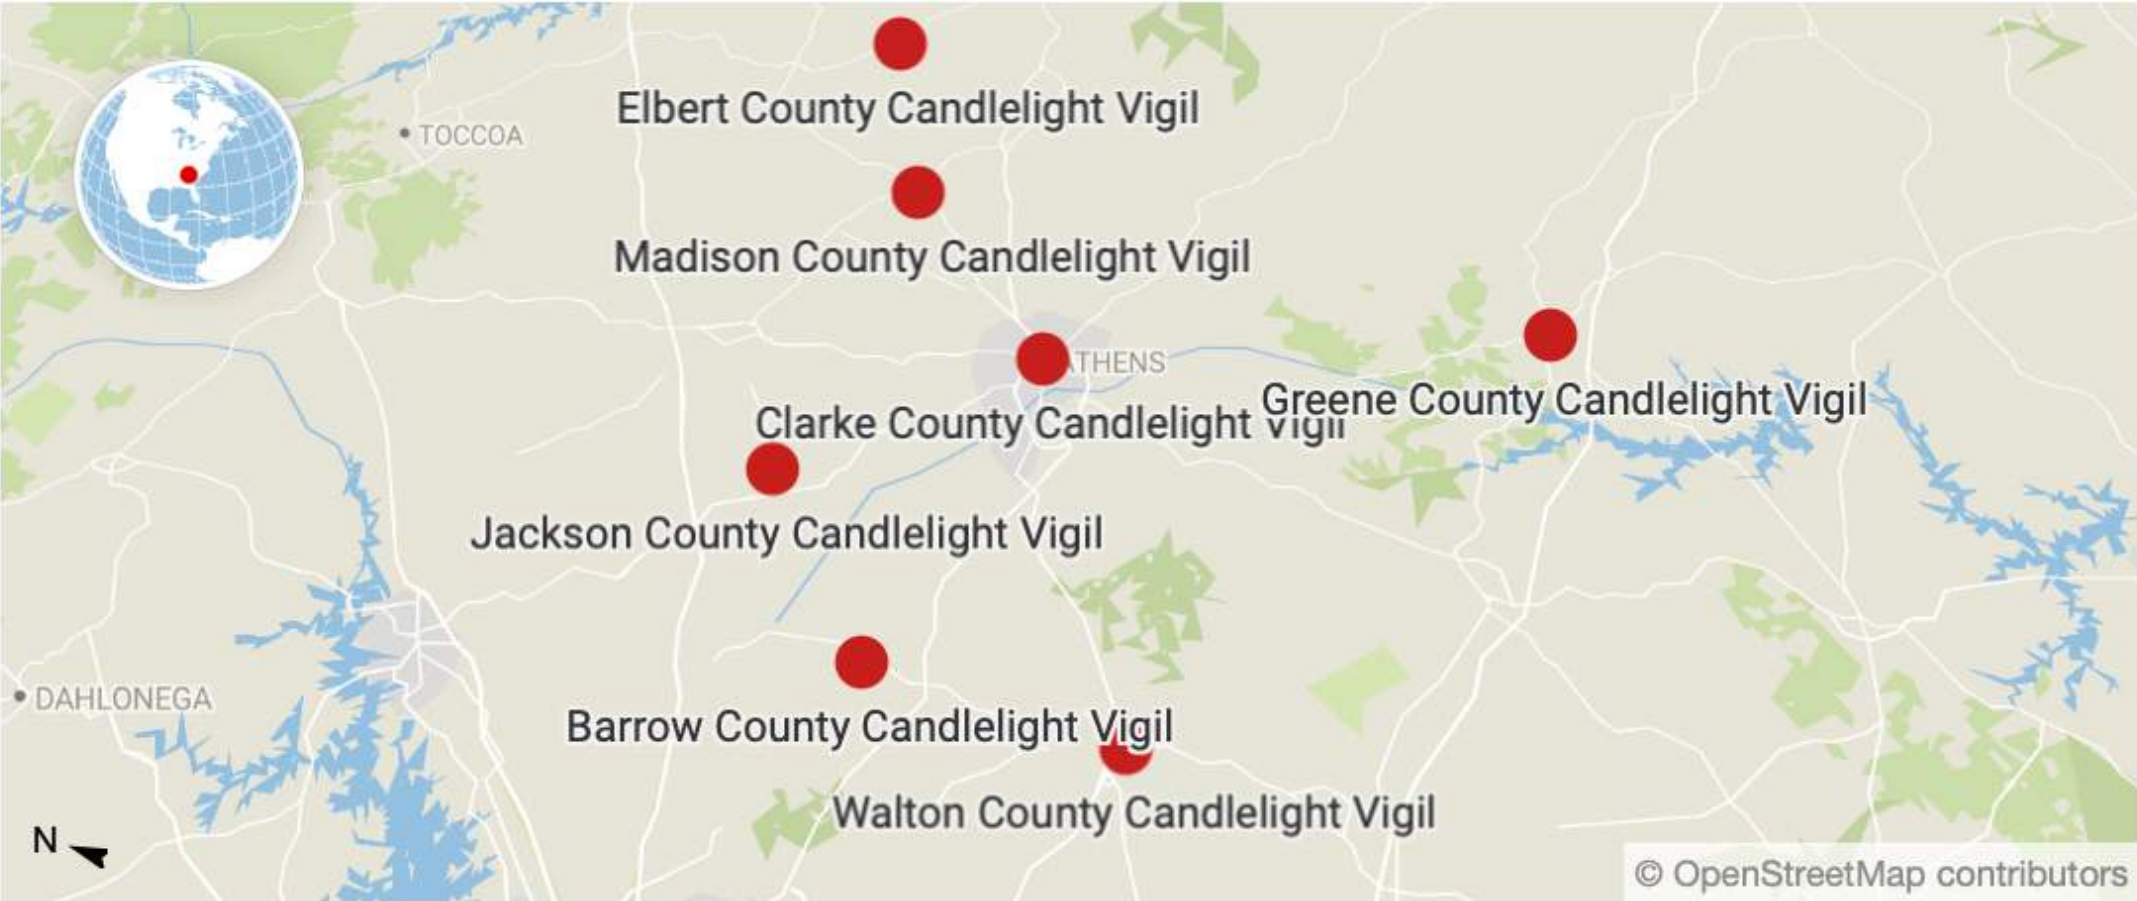 Elbert County Candlelight Vigil
TOCCOA
Madison County Candlelight Vigil
ATHENS
Greene County Candlelight Vigil
Clarke County Candlelight Vigil
Jackson County Candlelight Vigil
DAHLONEGA
Barrow County Candlelight Vigil
Walton County Candlelight Vigil
N
© OpenStreetMap contributors